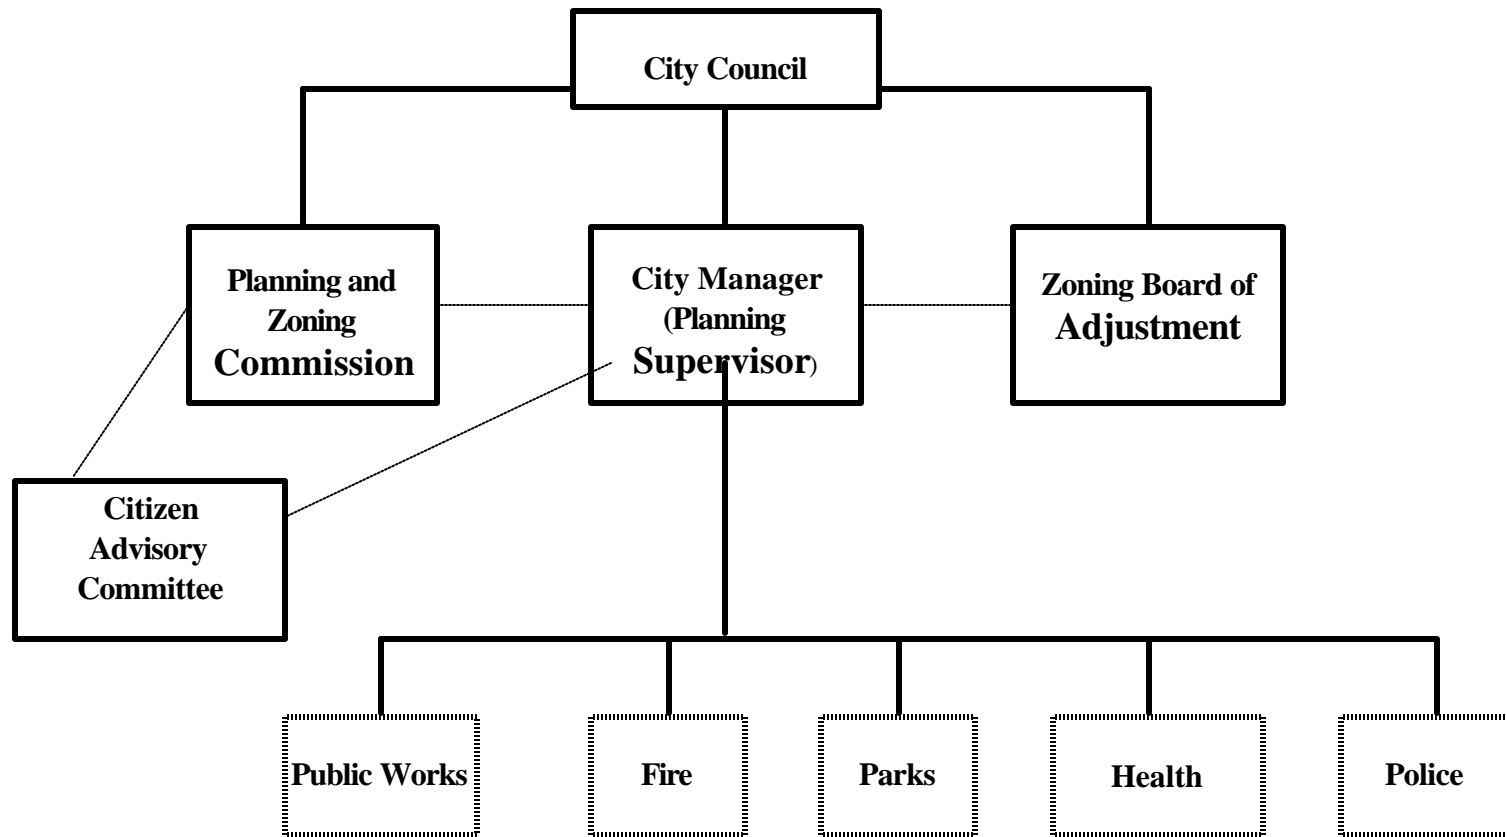 City Council
Planning and
Zoning
Commission
City Manager
(Planning
Supervisor)
Zoning Board of
Adjustment
Citizen
Advisory
Committee
Public Works
Fire
Parks
Health
Police